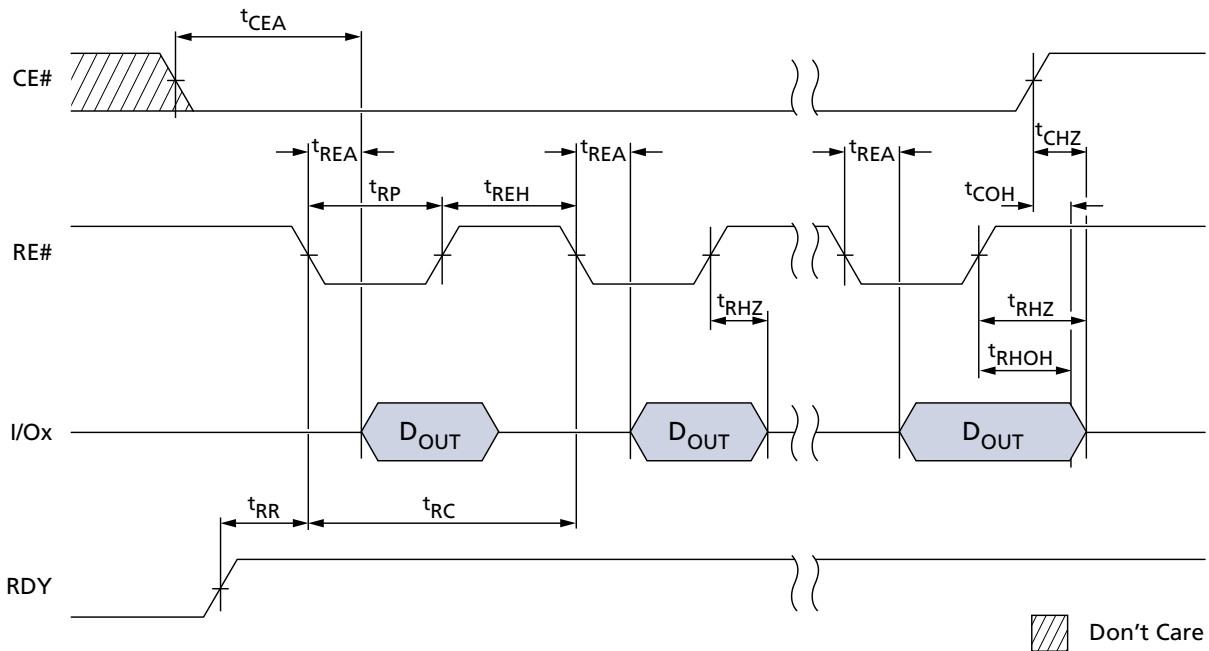 tCEA
CE#
tCHZ
tREA
tREA
tREA
tCOH
tRP
tREH
RE#
tRHZ
tRHZ
tRHOH
I/Ox
DOUT
DOUT
DOUT
tRR
tRC
RDY
Don't Care